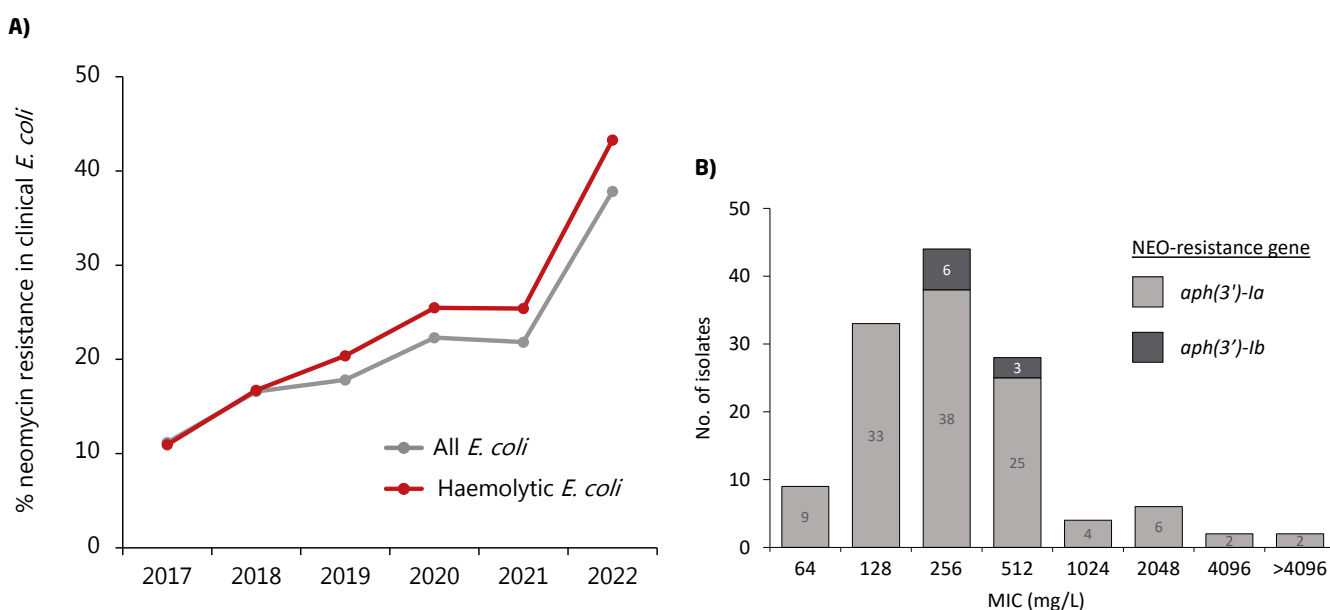 A)
% neomycin resistance in clinical E. coli
50
40
30
20
10
0
2017 2018 2019 2020 2021 2022
All E. coli
Haemolytic E. coli
B)
No. of isolates
50
40
30
20
10
0
9
33
38
6
25
3
4
6
2
2
64 128 256 512 1024 2048 4096 >4096
MIC (mg/L)
NEO-resistance gene
aph(3')-Ia
aph(3’)-Ib